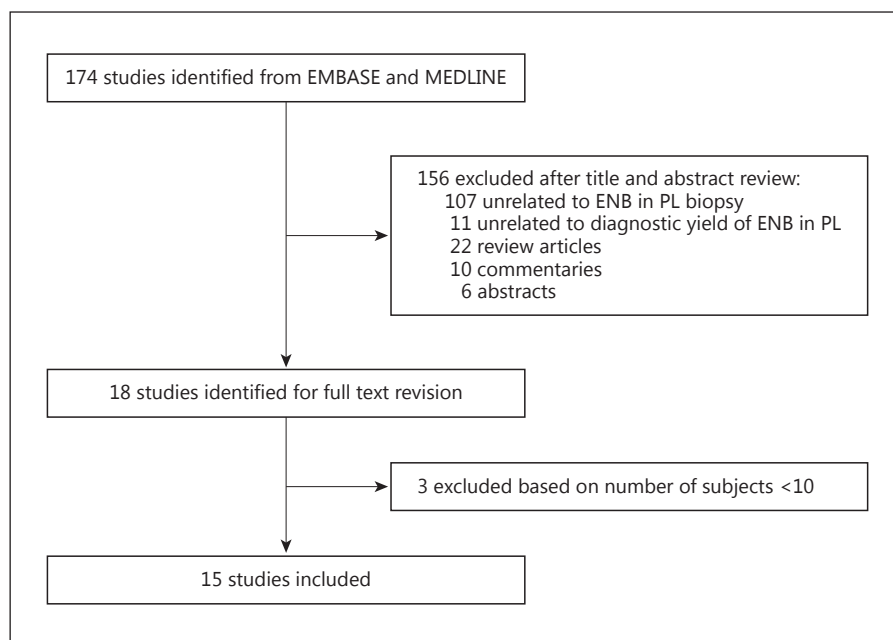 174 studies identified from EMBASE and MEDLINE
156 excluded after title and abstract review:
107 unrelated to ENB in PL biopsy
11 unrelated to diagnostic yield of ENB in PL
22 review articles
10 commentaries
6 abstracts
18 studies identified for full text revision
3 excluded based on number of subjects <10
15 studies included